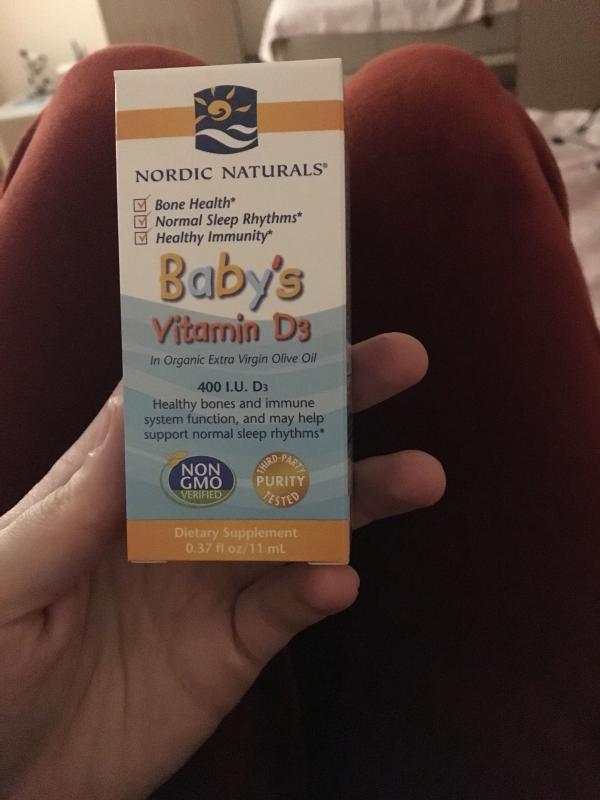 NORDIC NATURALS®
Bone Health*
Normal Sleep Rhythms*
Healthy Immunity*
Baby's
Vitamin D3
In Organic Extra Virgin Olive Oil
400 I.U. D3
Healthy bones and immune
system function, and may help
support normal sleep rhythms*
NON
GMO
VERIFIED
THIRD-PARTY
PURITY
TESTED
Dietary Supplement
0.37 fl oz/11 mL